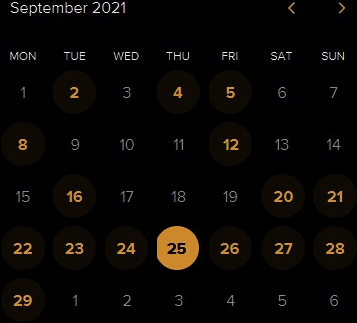 September 2021
MON TUE WED THU FRI SAT SUN
1 2 3 4 5 6 7
8 9 10 11 12 13 14
15 16 17 18 19 20 21
22 23 24 25 26 27 28
29 1 2 3 4 5 6